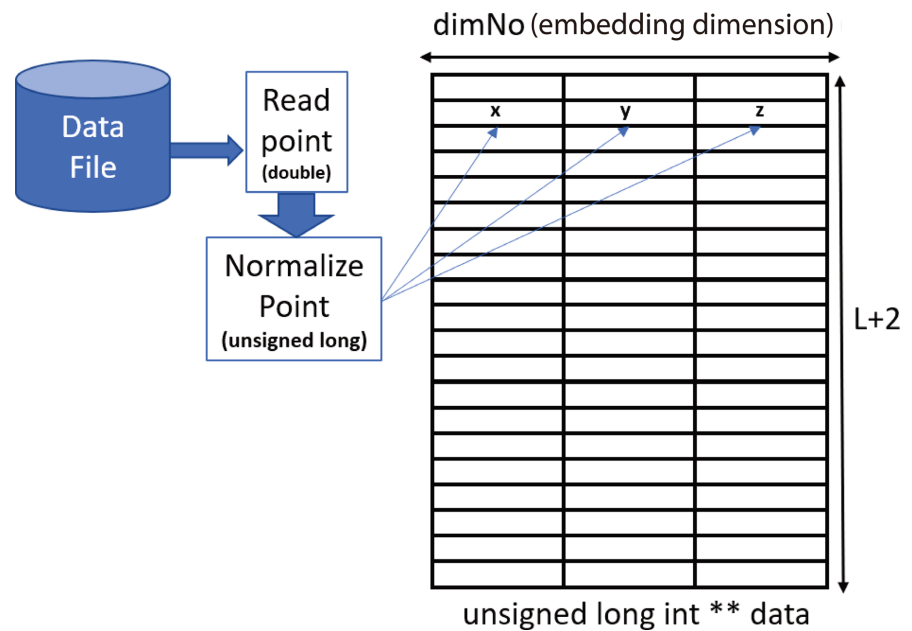 dimNo (embedding dimension)
Data
File
Read
point
(double)
Normalize
Point
(unsigned long)
x y z
L+2
unsigned long int ** data